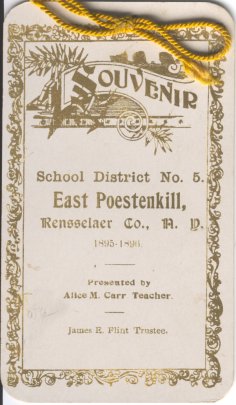 Souvenir
School District No. 5.
East Poestenkill,
Rensselaer Co., N. Y.
1895-1896.
Presented by
Alice M. Carr Teacher.
James R. Flint Trustee.